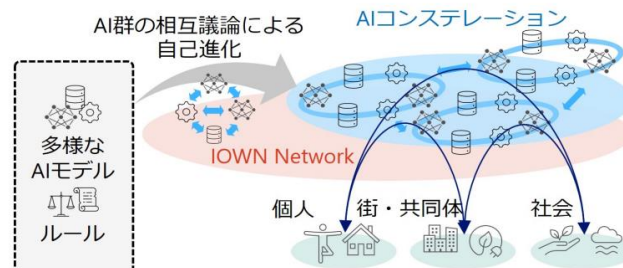 AI群の相互議論による
自己進化
AIコンステレーション
多様な
AIモデル
ルール
IOWN Network
個人
街・共同体
社会